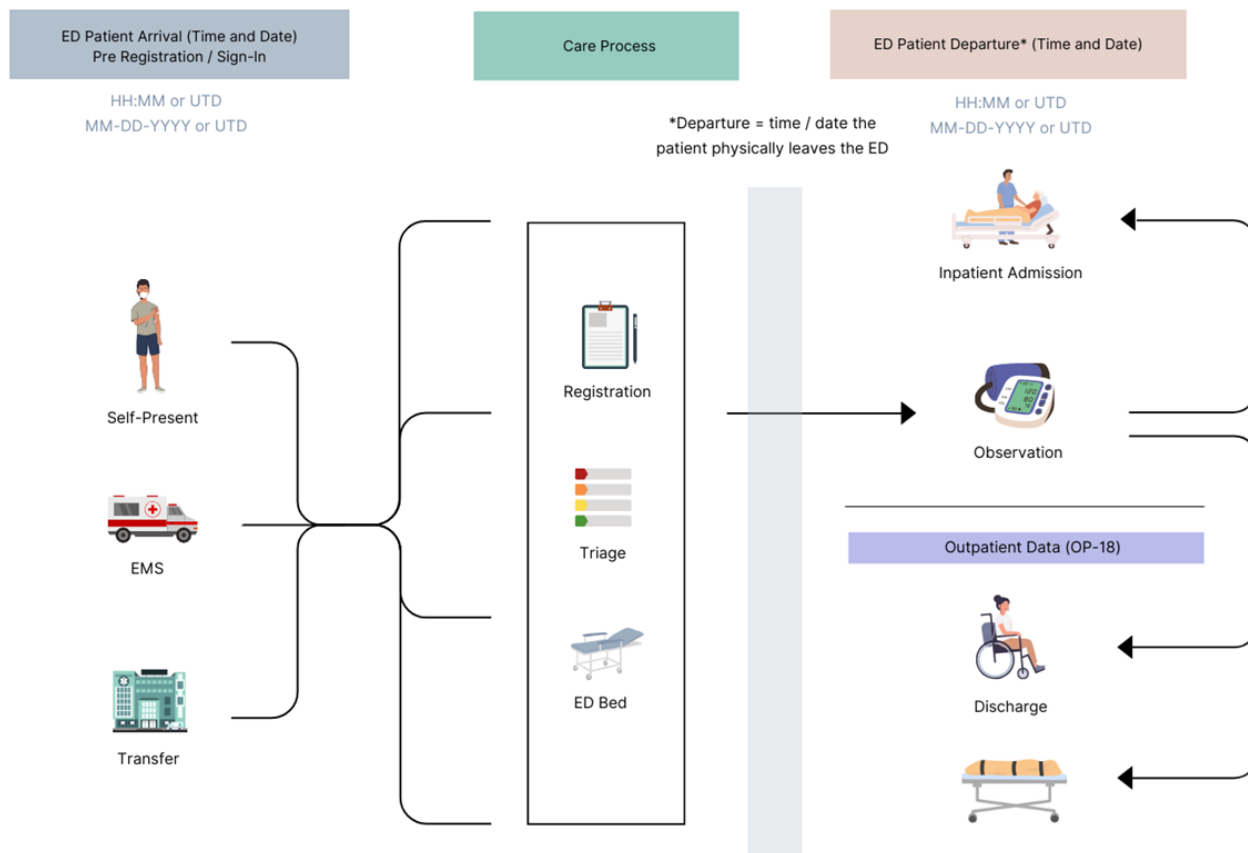 ED Patient Arrival (Time and Date)
Pre Registration / Sign-In
HH:MM or UTD
MM-DD-YYYY or UTD
Self-Present
EMS
Transfer
Care Process
*Departure = time / date the
patient physically leaves the ED
Registration
Triage
ED Bed
ED Patient Departure* (Time and Date)
HH:MM or UTD
MM-DD-YYYY or UTD
Inpatient Admission
120
80
Observation
Outpatient Data (OP-18)
Discharge